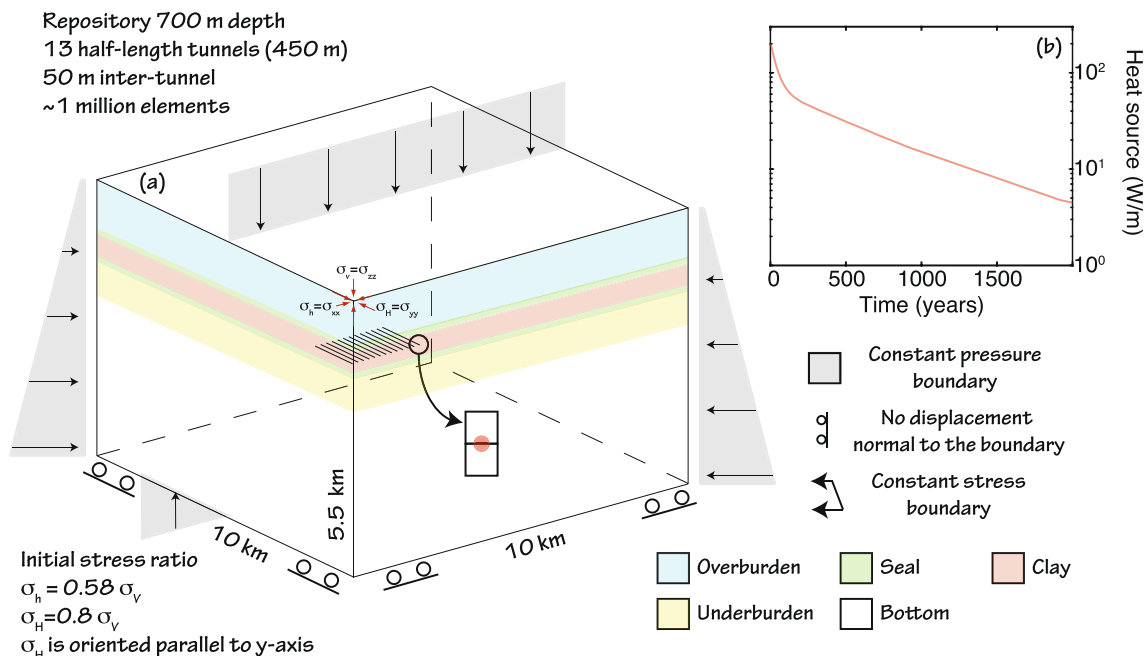 Repository 700 m depth
13 half-length tunnels (450 m)
50 m inter-tunnel
~1 million elements
(a)
σv=σzz
σh=σxx
σH=σyy
5.5 km
10 km
10 km
Initial stress ratio
σh = 0.58 σv
σH=0.8 σv
σH is oriented parallel to y-axis
(b)
10²
10¹
10⁰
Heat source (W/m)
0
500
1000
1500
Time (years)
Constant pressure
boundary
No displacement
normal to the boundary
Constant stress
boundary
Overburden
Seal
Clay
Underburden
Bottom